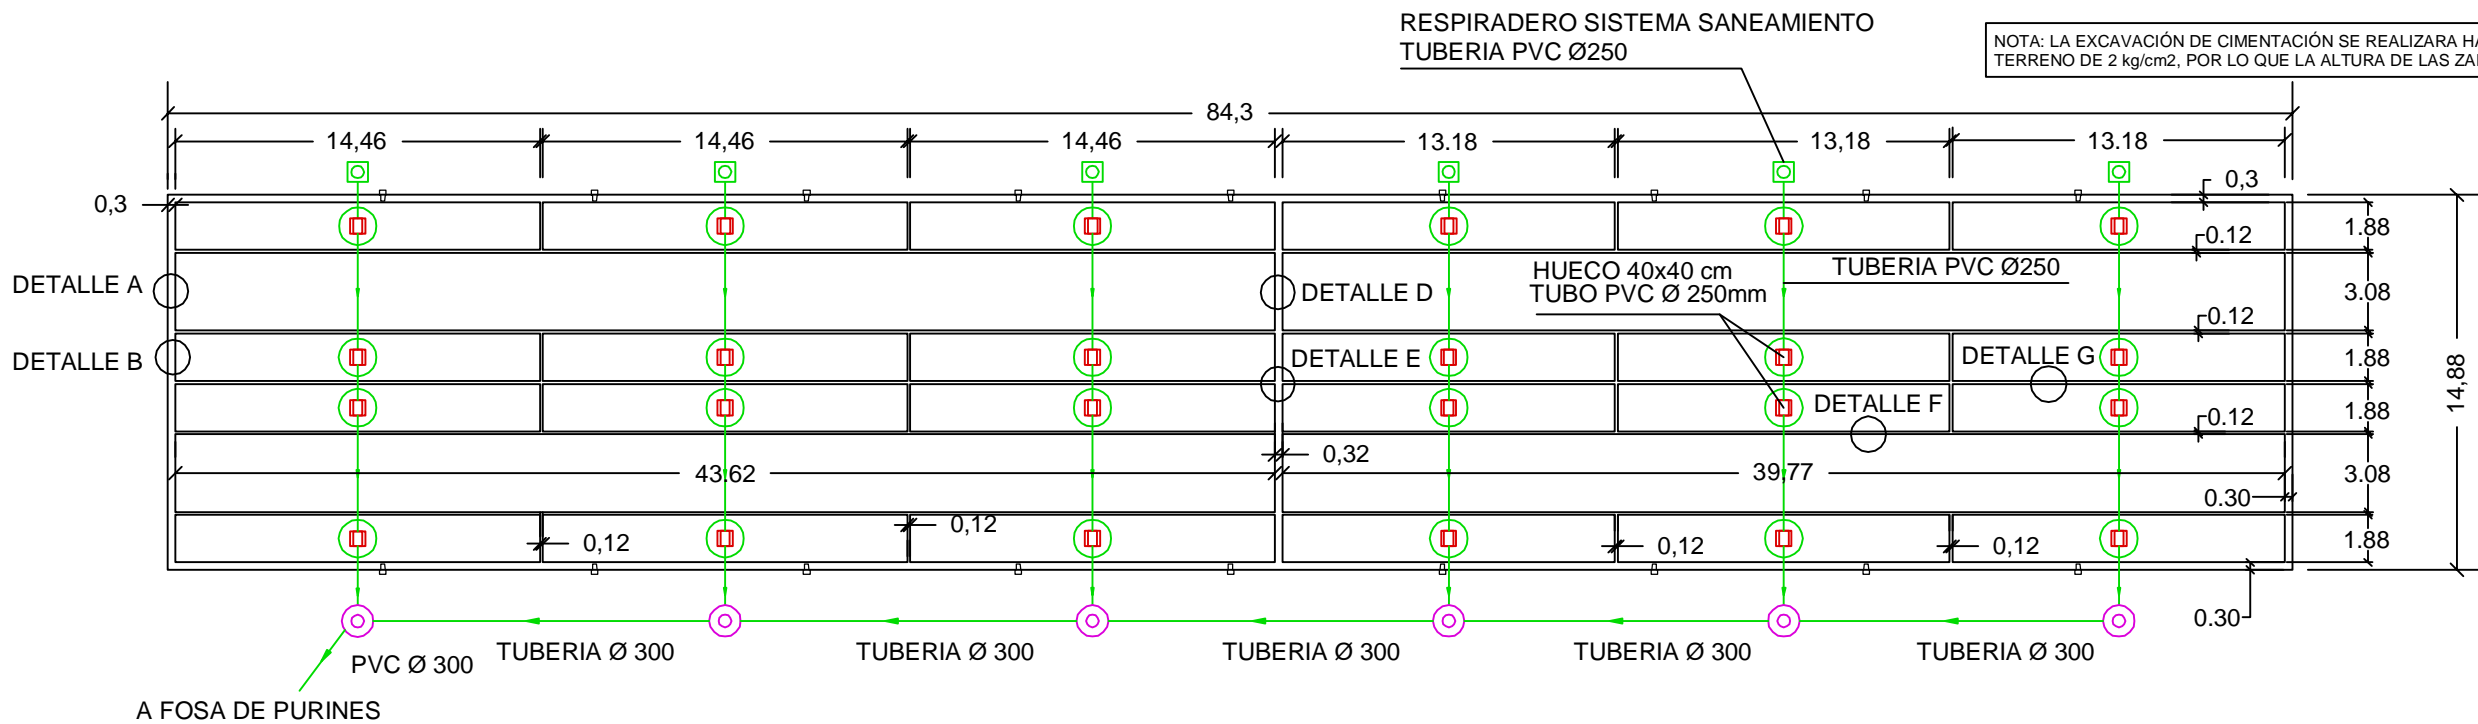 RESPIRADERO SISTEMA SANEAMIENTO
TUBERIA PVC Ø250
NOTA: LA EXCAVACIÓN DE CIMENTACIÓN SE REALIZARA
TERRENO DE 2 kg/cm2, POR LO QUE LA ALTURA DE LAS
84,3
14,46
14,46
14,46
13.18
13,18
13.18
0,3
0,3
1.88
0.12
DETALLE A
DETALLE D
HUECO 40x40 cm
TUBO PVC Ø 250mm
TUBERIA PVC Ø250
3.08
0.12
DETALLE B
DETALLE E
DETALLE G
1.88
14,88
DETALLE F
1.88
0.12
0,32
43.62
39,77
3.08
0.30
0,12
0,12
0,12
0,12
1.88
0.30
TUBERIA Ø 300
TUBERIA Ø 300
TUBERIA Ø 300
TUBERIA Ø 300
TUBERIA Ø 300
PVC Ø 300
A FOSA DE PURINES